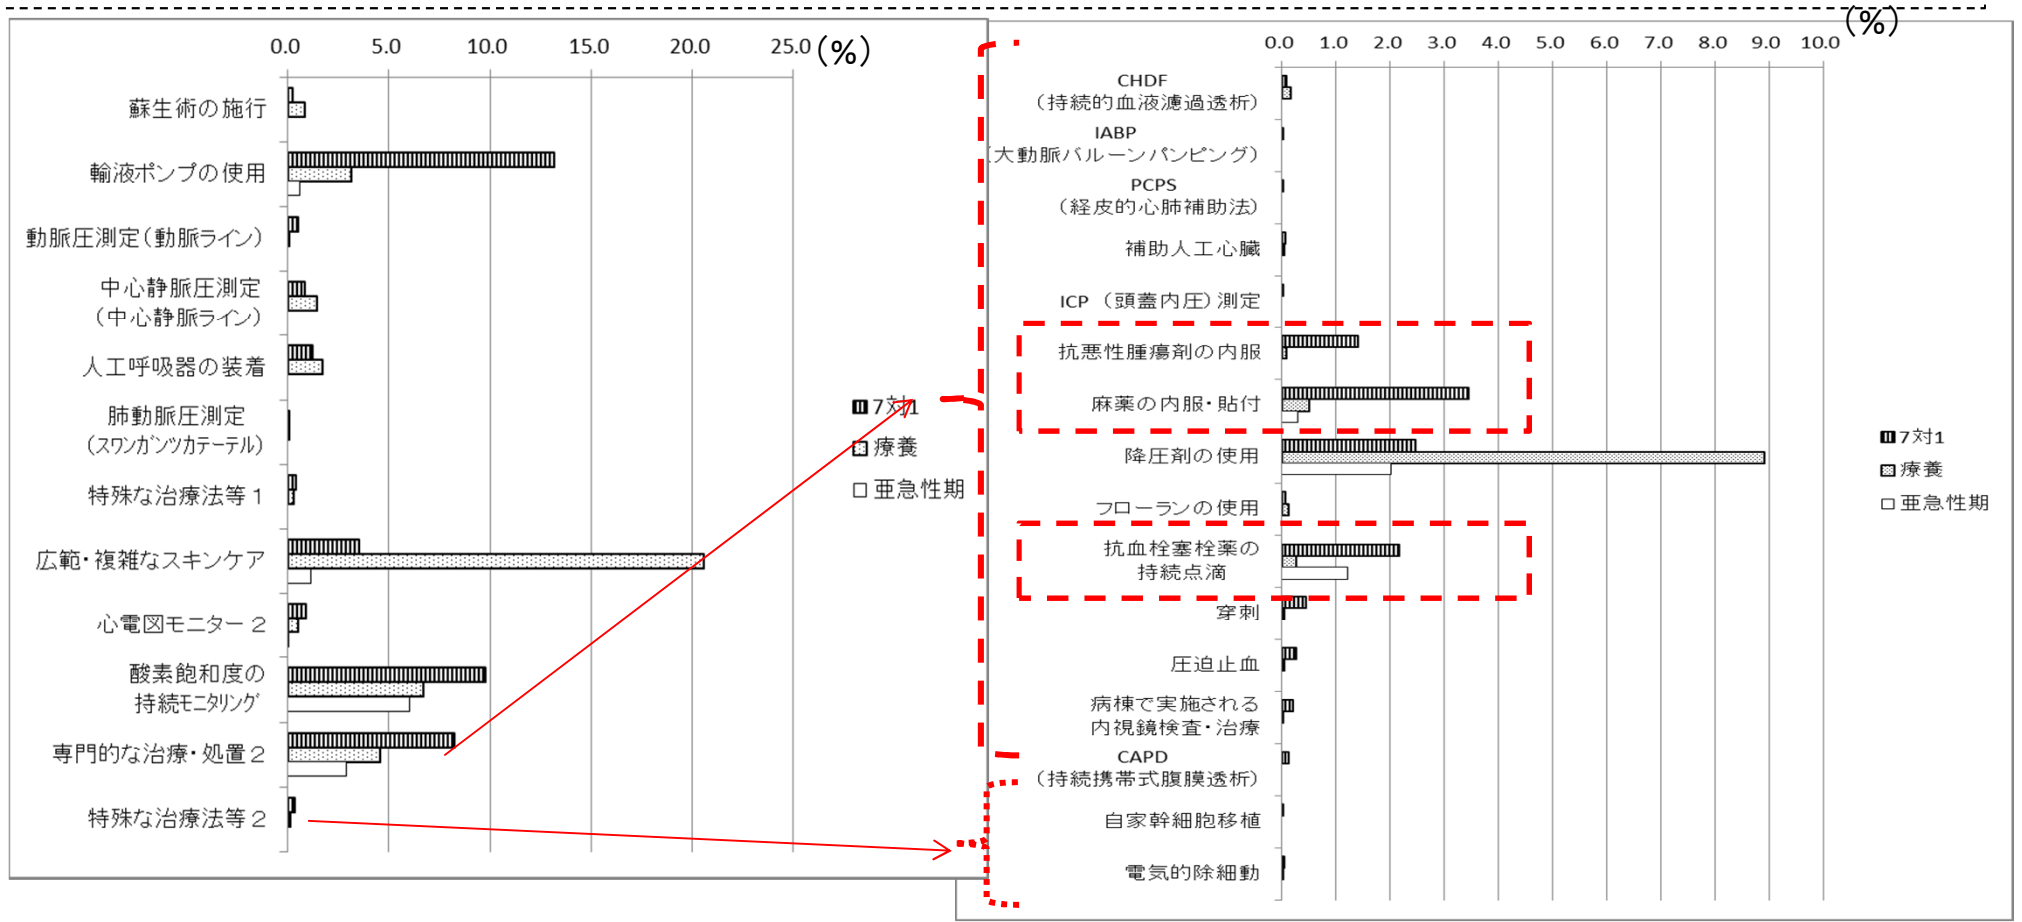 0.0 5.0 10.0 15.0 20.0 25.0 (%)
蘇生術の施行
輸液ポンプの使用
動脈圧測定(動脈ライン)
中心静脈圧測定
(中心静脈ライン)
人工呼吸器の装着
肺動脈圧測定
(スワンガンツカテーテル)
特殊な治療法等1
広範・複雑なスキンケア
心電図モニター2
酸素飽和度の
持続モニタリング
専門的な治療・処置2
特殊な治療法等2
7対1
療養
亜急性期
(%)
0.0 1.0 2.0 3.0 4.0 5.0 6.0 7.0 8.0 9.0 10.0
CHDF
(持続的血液濾過透析)
IABP
(大動脈バルーンパンピング)
PCPS
(経皮的心肺補助法)
補助人工心臓
ICP (頭蓋内圧)測定
抗悪性腫瘍剤の内服
麻薬の内服・貼付
降圧剤の使用
フローランの使用
抗血栓塞栓薬の
持続点滴
穿刺
圧迫止血
病棟で実施される
内視鏡検査・治療
CAPD
(持続携帯式腹膜透析)
自家幹細胞移植
電気的除細動
7対1
療養
亜急性期